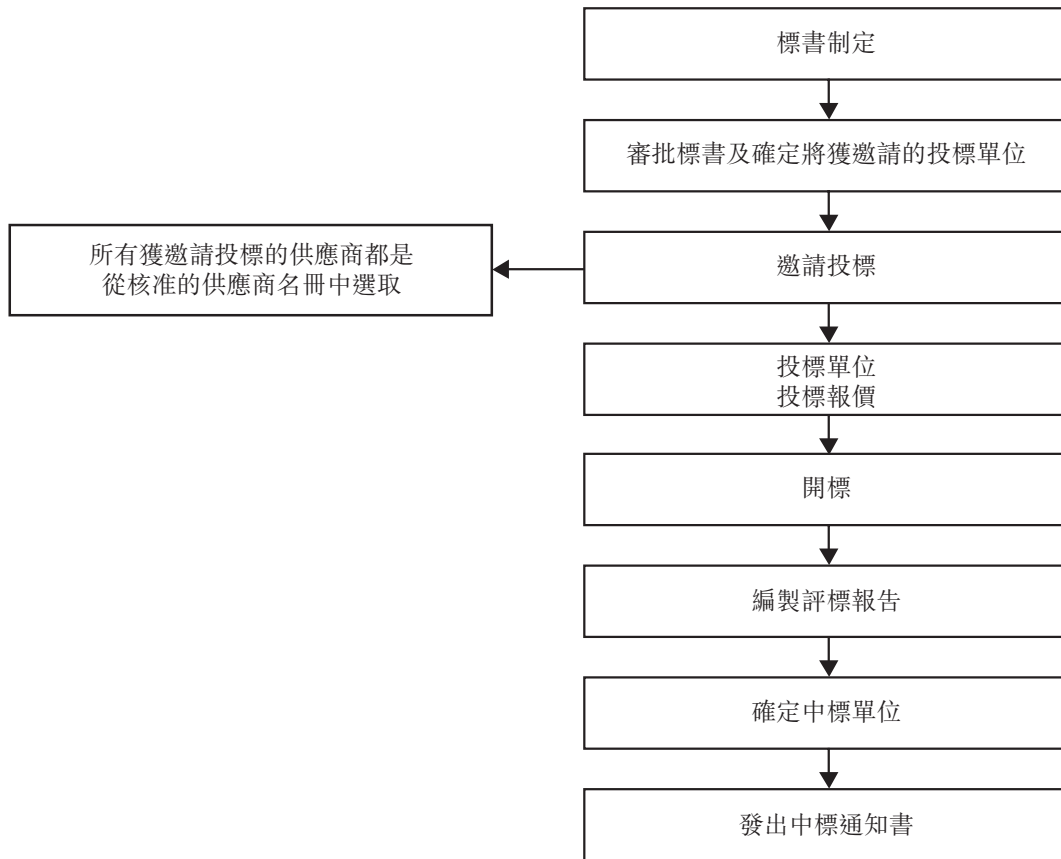 標書制定
審批標書及確定將獲邀請的投標單位
所有獲邀請投標的供應商都是
從核准的供應商名冊中選取
邀請投標
投標單位
投標報價
開標
編製評標報告
確定中標單位
發出中標通知書